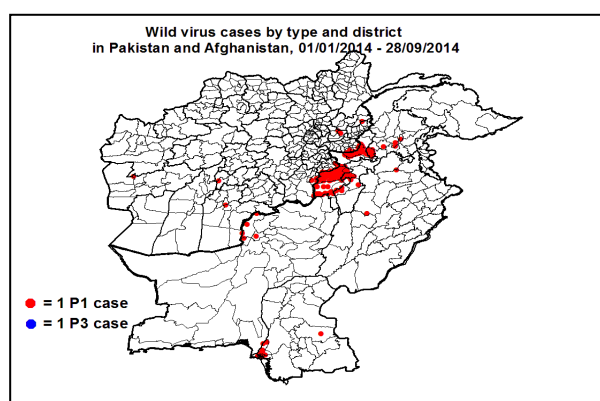 Wild virus cases by type and district
in Pakistan and Afghanistan, 01/01/2014 - 28/09/2014
= 1 P1 case
= 1 P3 case